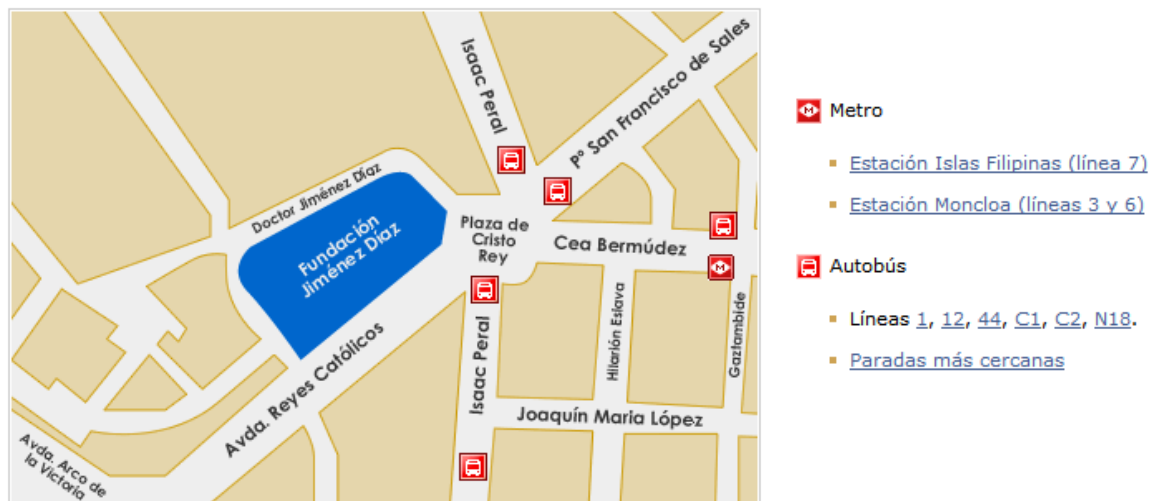 Isaac Peral
Pº San Francisco de Sales
Doctor Jiménez Díaz
Fundación
Jiménez Díaz
Plaza de
Cristo
Rey
Cea Bermúdez
Hilarión Eslava
Gaztambide
Isaac Peral
Avda. Reyes Católicos
Joaquín Maria López
Avda. Arco de
la Victoria
Metro
Estación Islas Filipinas (línea 7)
Estación Moncloa (líneas 3 y 6)
Autobús
Líneas 1, 12, 44, C1, C2, N18.
Paradas más cercanas